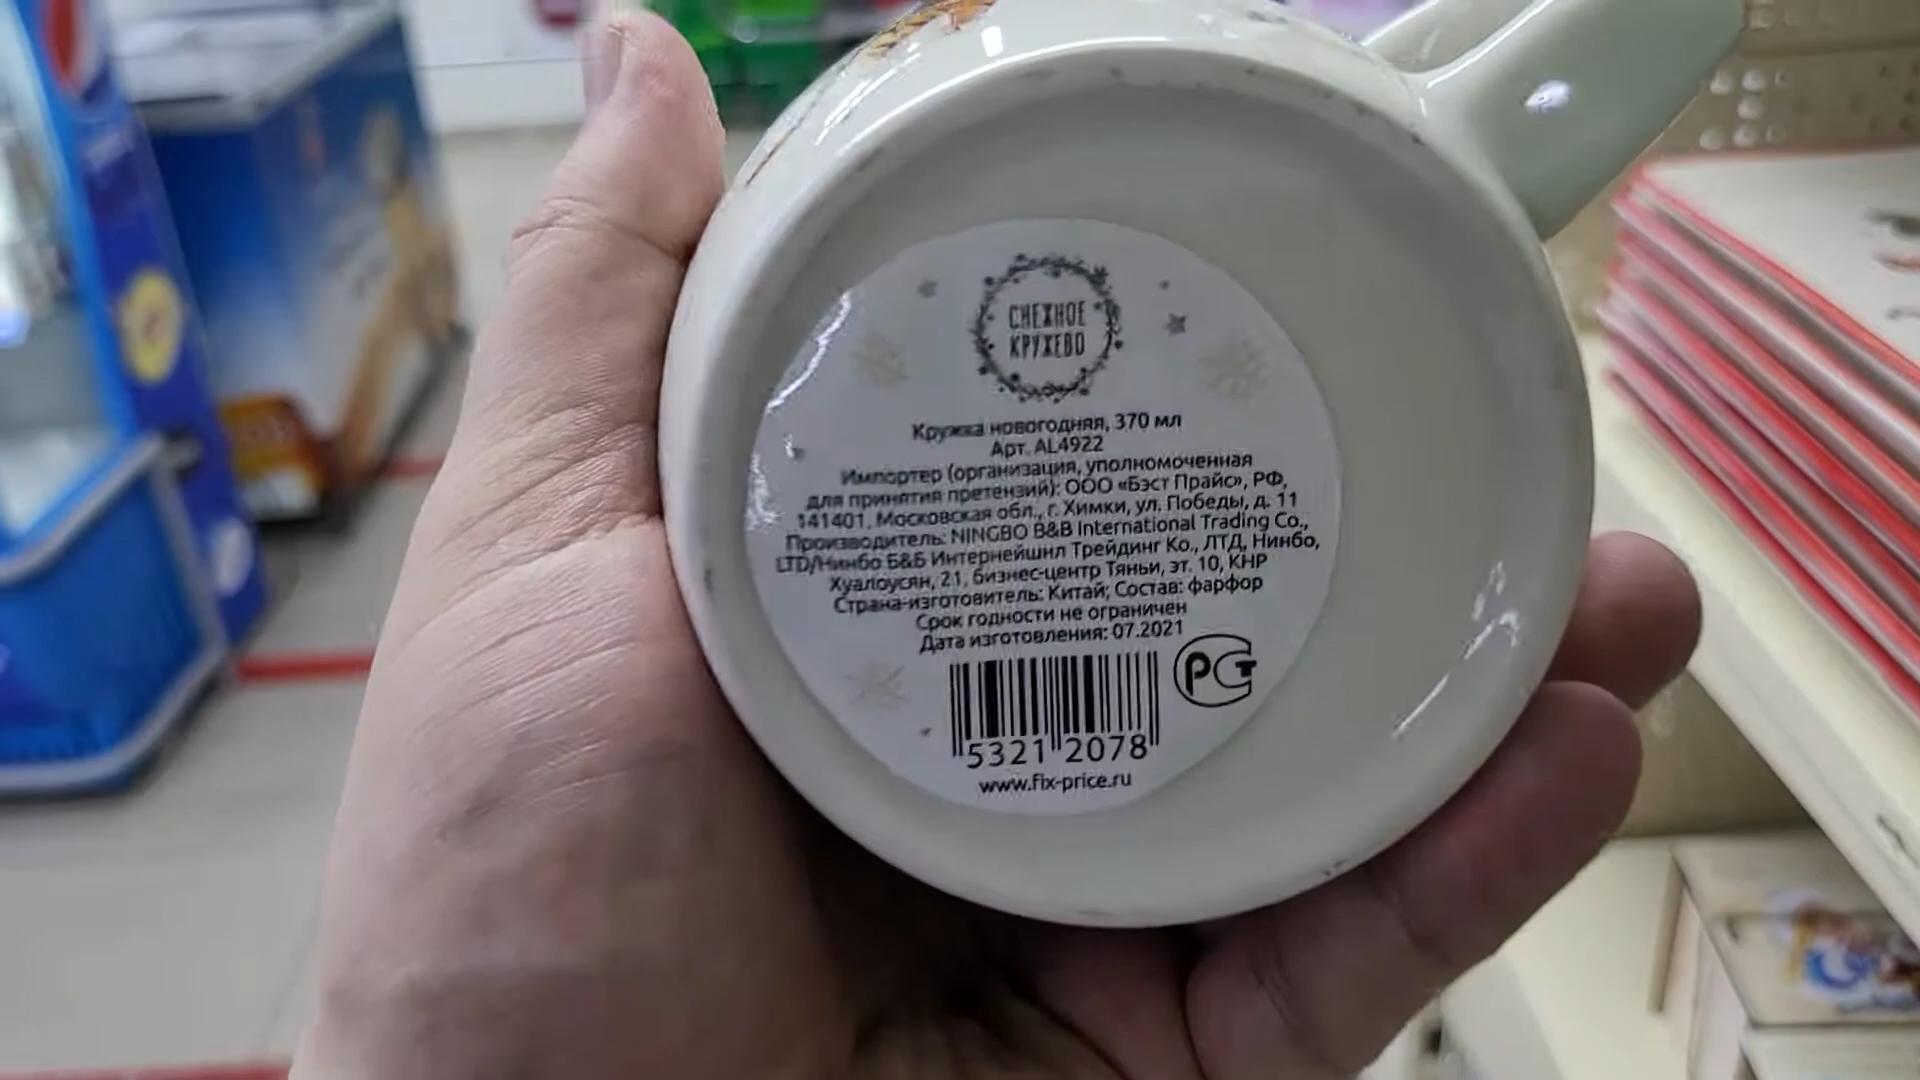 СНЕЖНОЕ
КРУЖЕВО
Кружка новогодняя, 370 мл
Арт. AL4922
Импортер (организация, уполномоченная
для принятия претензий): ООО «Бэст Прайс», РФ,
141401, Московская обл., г. Химки, ул. Победы, д. 11
Производитель: NINGBO B&B International Trading Co.,
LTD/Нинбо Б&Б Интернейшнл Трейдинг Ко., ЛТД, Нинбо,
Хуалоусян, 21, бизнес-центр Тяньи, эт. 10, КНР
Страна-изготовитель: Китай; Состав: фарфор
Срок годности не ограничен
Дата изготовления: 07.2021
РСТ
5321 2078
www.fix-price.ru